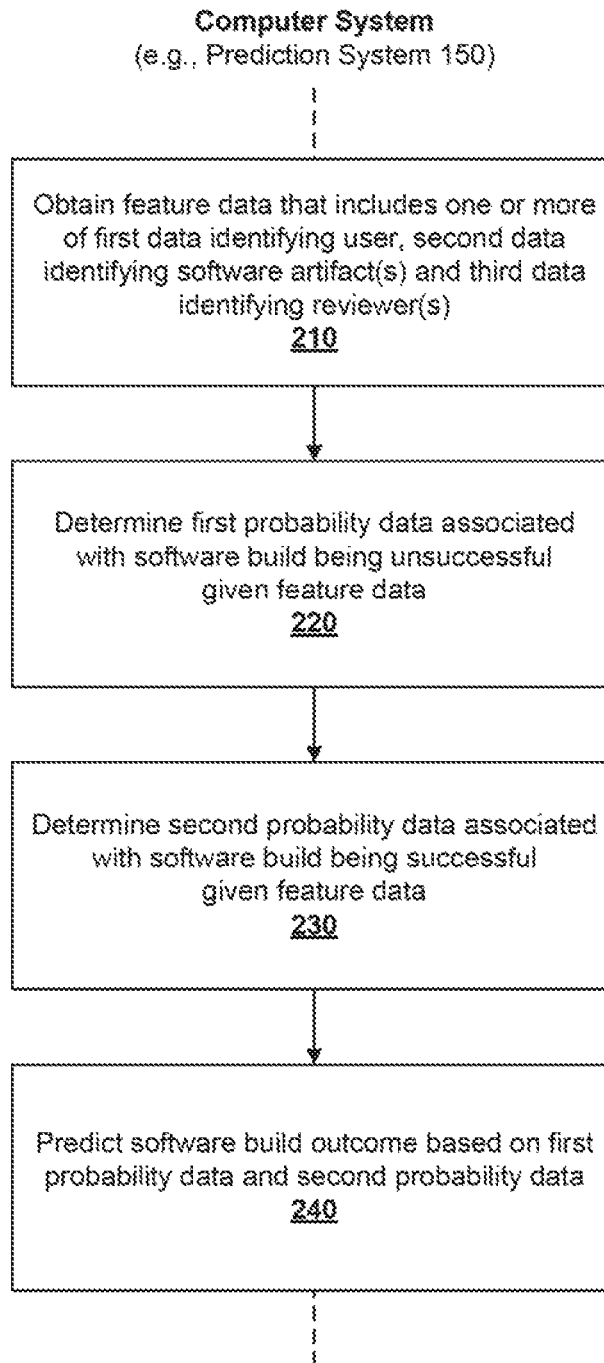 Computer System
(e.g., Prediction System 150)
Obtain feature data that includes one or more
of first data identifying user, second data
identifying software artifact(s) and third data
identifying reviewer(s)
210
Determine first probability data associated
with software build being unsuccessful
given feature data
220
Determine second probability data associated
with software build being successful
given feature data
230
Predict software build outcome based on first
probability data and second probability data
240